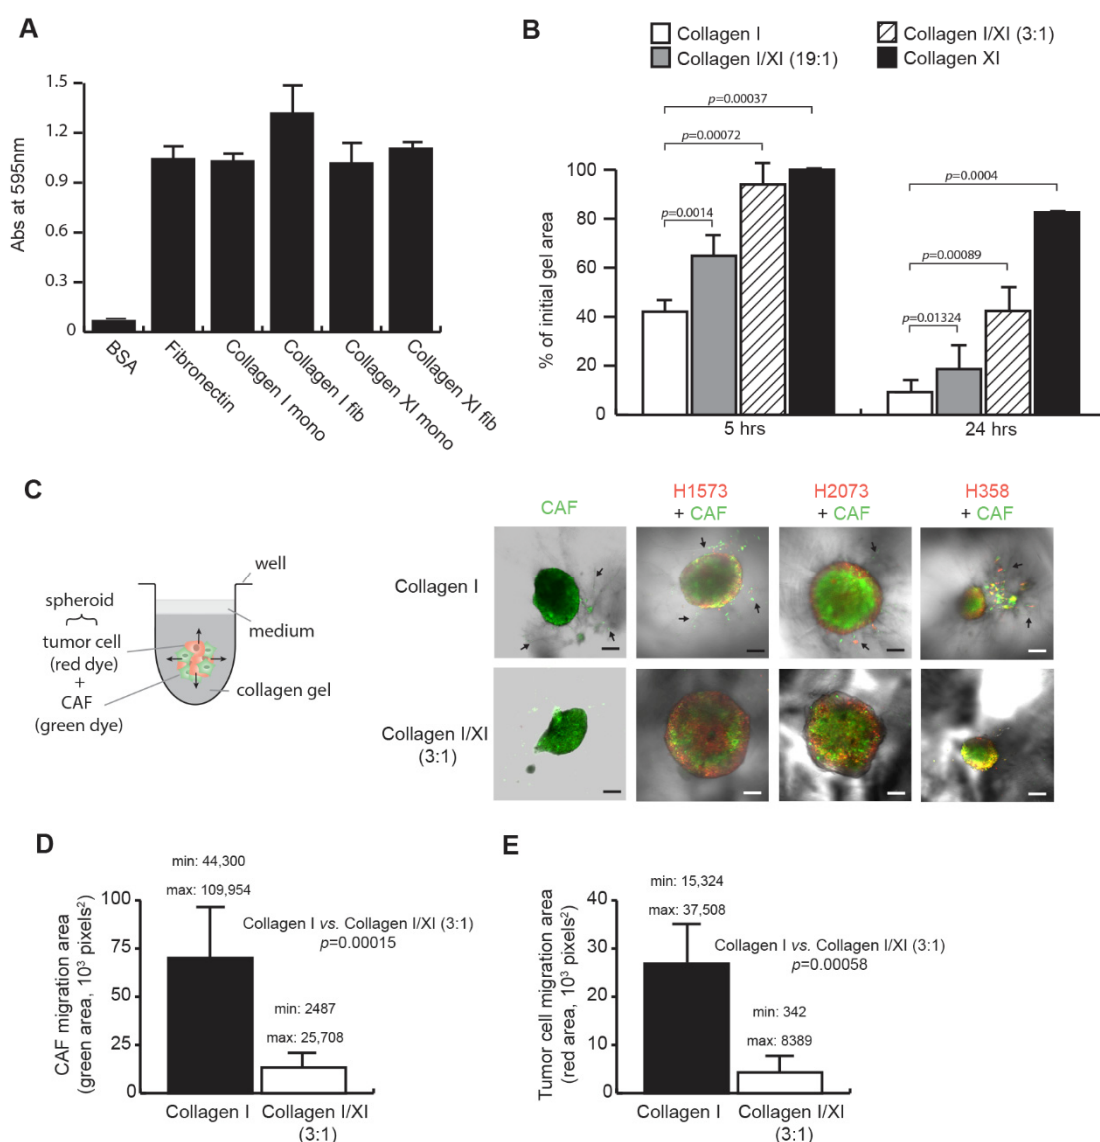 A
Abs at 595nm
1.5
1.2
0.9
0.6
0.3
0
BSA
Fibronectin
Collagen I mono
Collagen I fib
Collagen XI mono
Collagen XI fib
B
Collagen I
Collagen I/XI (19:1)
Collagen I/XI (3:1)
Collagen XI
% of initial gel area
100
80
60
40
20
0
p=0.00037
p=0.00072
p=0.0014
p=0.0004
p=0.00089
p=0.01324
5 hrs
24 hrs
C
well
spheroid
medium
tumor cell
(red dye)
+
CAF
(green dye)
collagen gel
CAF
H1573
+ CAF
H2073
+ CAF
H358
+ CAF
Collagen I
Collagen I/XI
(3:1)
D
CAF migration area
(green area, 10³ pixels²)
100
75
50
25
0
min: 44,300
max: 109,954
Collagen I vs. Collagen I/XI (3:1)
p=0.00015
min: 2487
max: 25,708
Collagen I
Collagen I/XI
(3:1)
E
Tumor cell migration area
(red area, 10³ pixels²)
40
30
20
10
0
min: 15,324
max: 37,508
Collagen I vs. Collagen I/XI (3:1)
p=0.00058
min: 342
max: 8389
Collagen I
Collagen I/XI
(3:1)